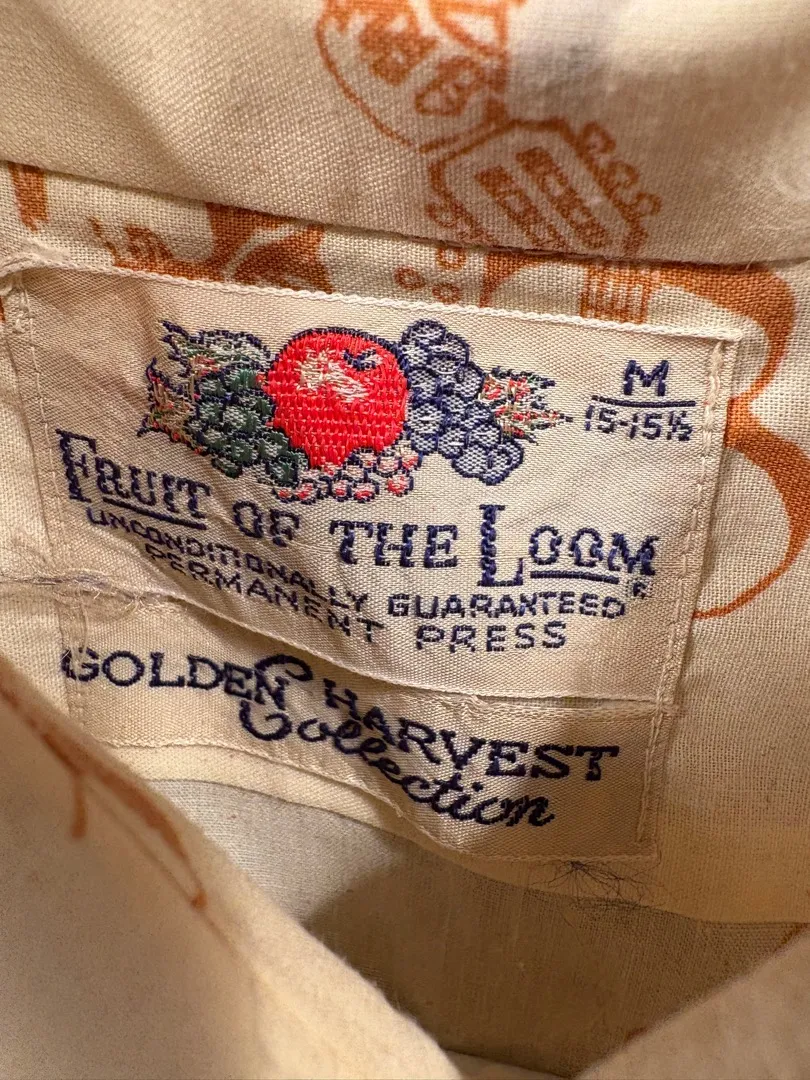 M
15-15½
FRUIT OF THE LOOM®
UNCONDITIONALLY GUARANTEED
PERMANENT PRESS
GOLDEN HARVEST
Collection